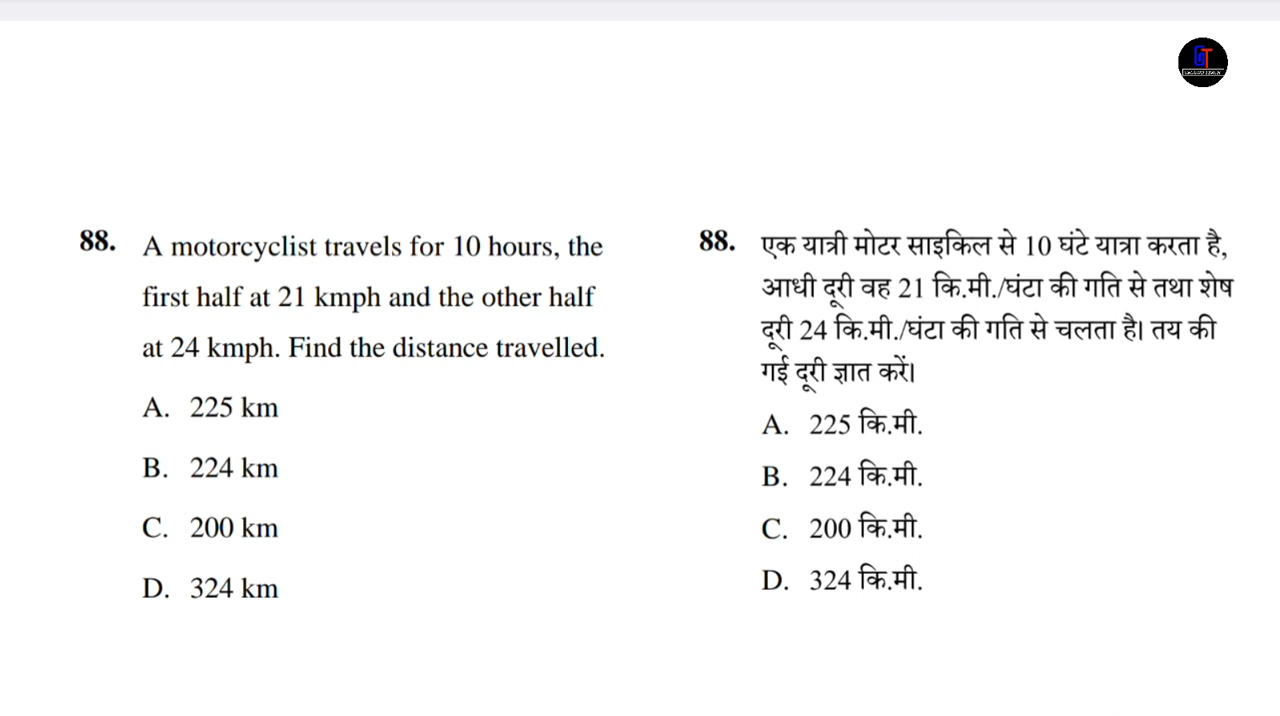 GT
88. A motorcyclist travels for 10 hours, the
first half at 21 kmph and the other half
at 24 kmph. Find the distance travelled.
A. 225 km
B. 224 km
C. 200 km
D. 324 km
88. एक यात्री मोटर साइकिल से 10 घंटे यात्रा करता है,
आधी दूरी वह 21 कि.मी./घंटा की गति से तथा शेष
दूरी 24 कि.मी./घंटा की गति से चलता है। तय की
गई दूरी ज्ञात करें।
A. 225 कि.मी.
B. 224 कि.मी.
C. 200 कि.मी.
D. 324 कि.मी.